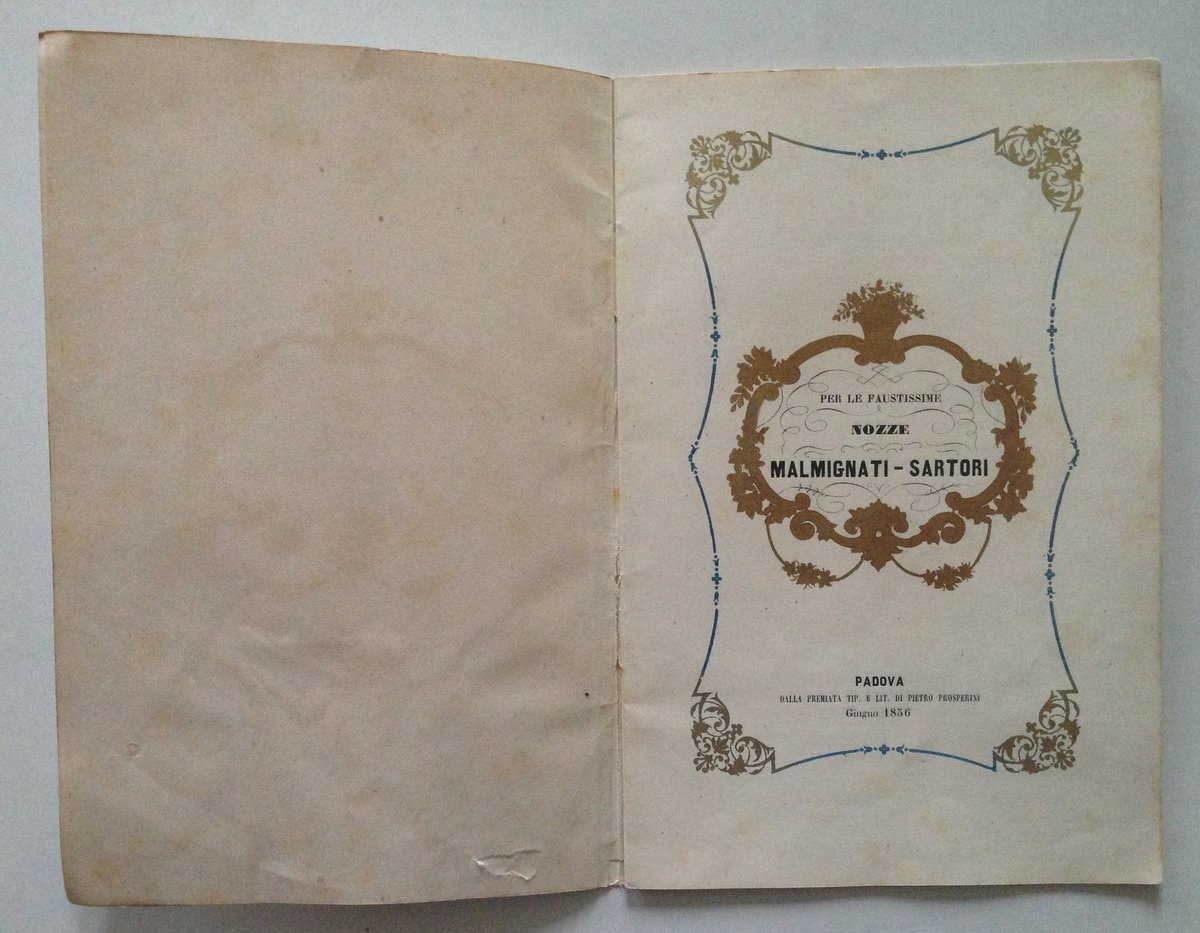 PER LE FAUSTISSIME
NOZZE
MALMIGNATI – SARTORI
PADOVA
DALLA PREMIATA TIP. E LIT. DI PIETRO PROSPERINI
Giugno 1856